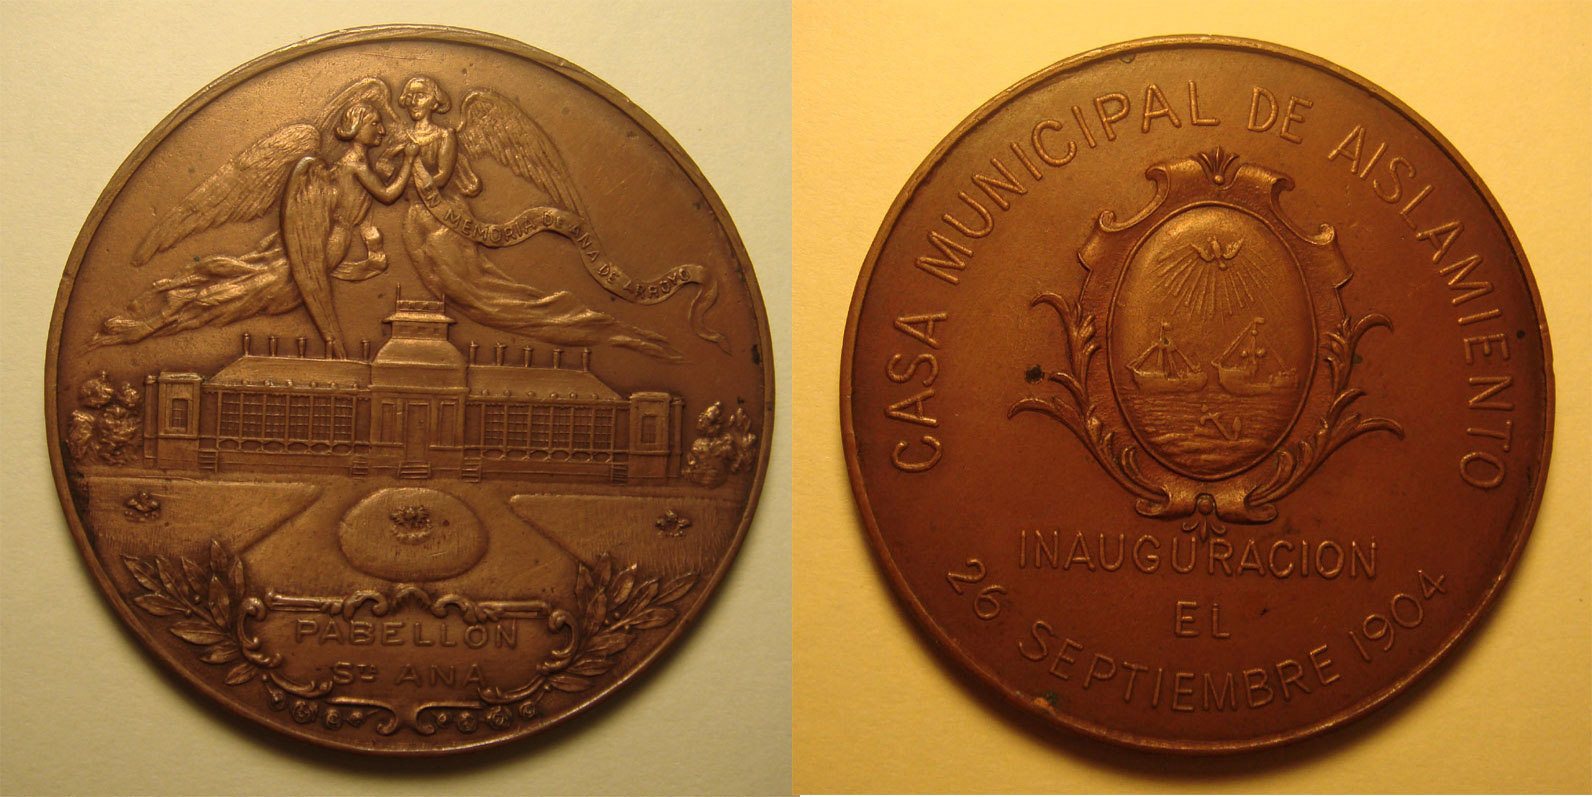 EN MEMORIA DE ANA DE ARROYO
PABELLON
STA ANA
CASA MUNICIPAL DE AISLAMIENTO
INAUGURACION
EL
26 SEPTIEMBRE 1904